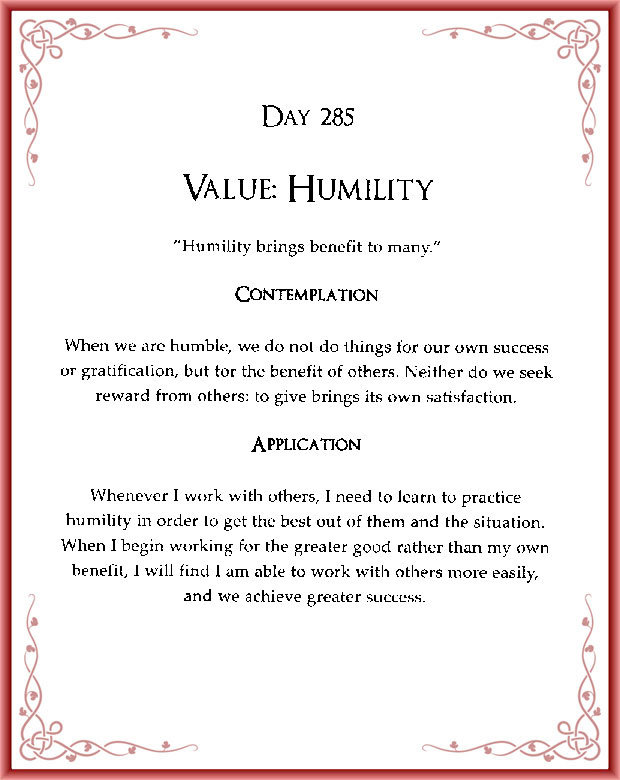 DAY 285
VALUE: HUMILITY
"Humility brings benefit to many."
CONTEMPLATION
When we are humble, we do not do things for our own success
or gratification, but for the benefit of others. Neither do we seek
reward from others: to give brings its own satisfaction.
APPLICATION
Whenever I work with others, I need to learn to practice
humility in order to get the best out of them and the situation.
When I begin working for the greater good rather than my own
benefit, I will find I am able to work with others more easily,
and we achieve greater success.